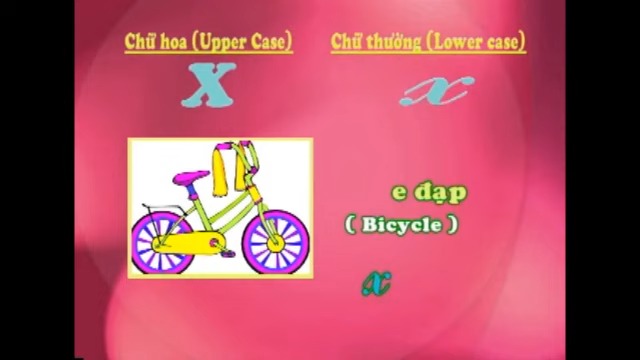 Chữ hoa (Upper Case)
Chữ thường (Lower case)
X
x
e đạp
( Bicycle )
x